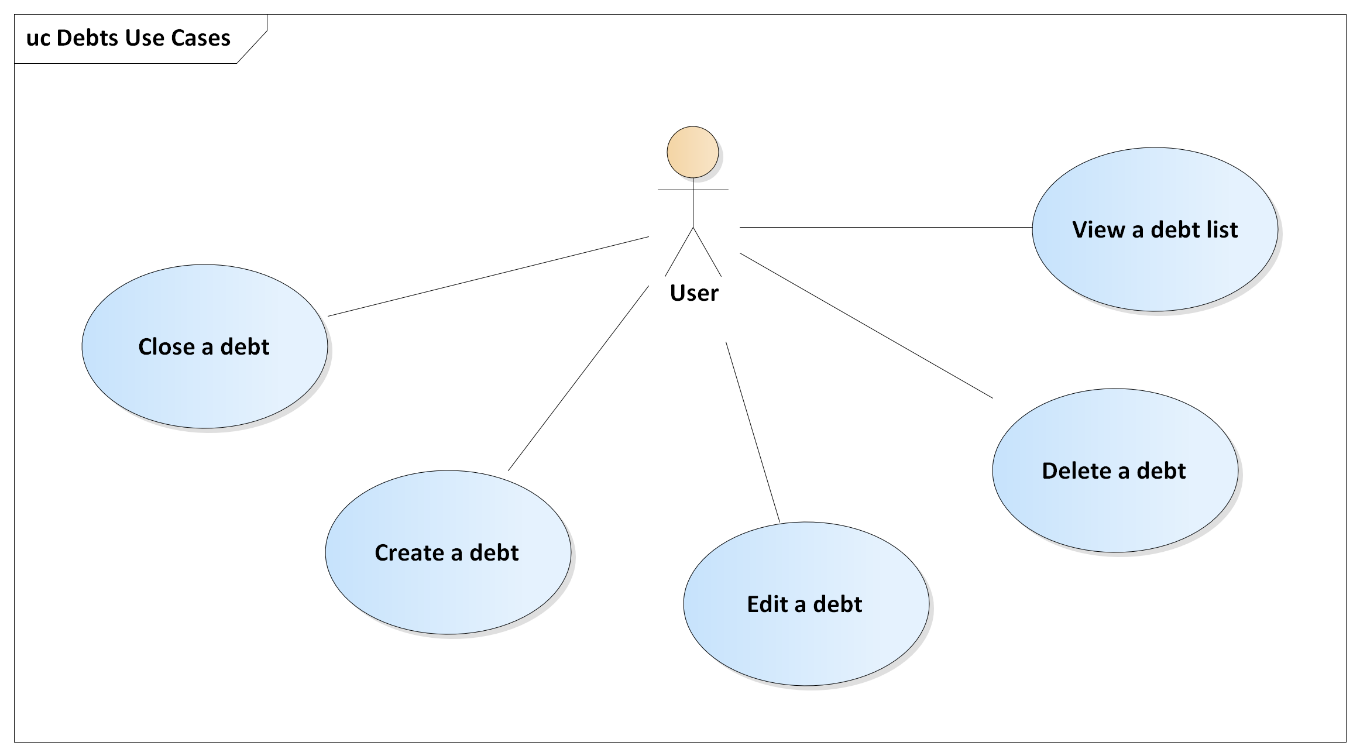 uc Debts Use Cases
User
View a debt list
Close a debt
Delete a debt
Create a debt
Edit a debt